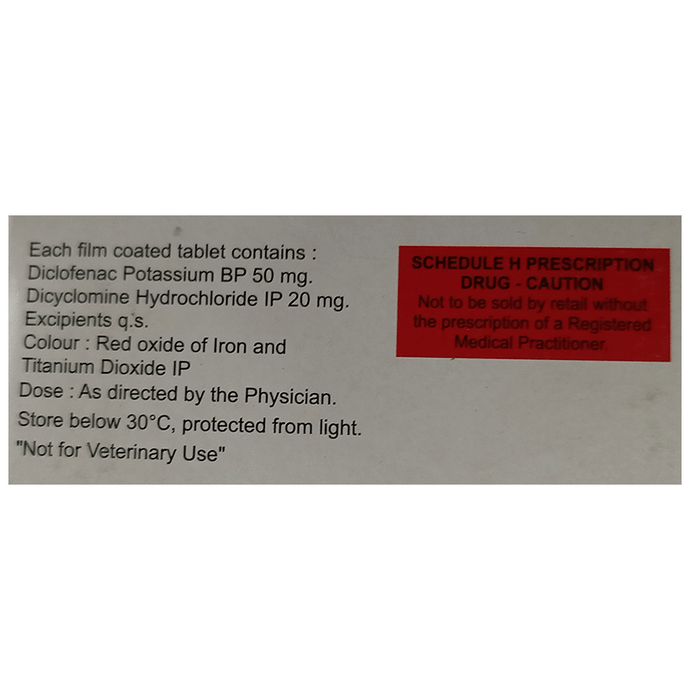 Each film coated tablet contains :
Diclofenac Potassium BP 50 mg.
Dicyclomine Hydrochloride IP 20 mg.
Excipients q.s.
Colour : Red oxide of Iron and
Titanium Dioxide IP
Dose : As directed by the Physician.
Store below 30°C, protected from light.
"Not for Veterinary Use"
SCHEDULE H PRESCRIPTION
DRUG - CAUTION
Not to be sold by retail without
the prescription of a Registered
Medical Practitioner.